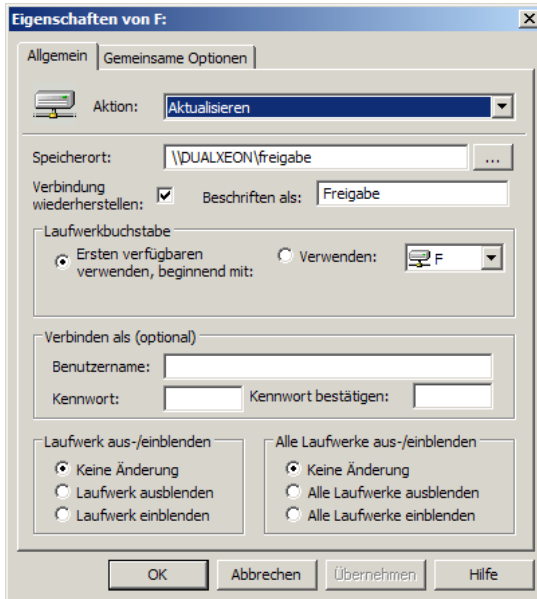 Eigenschaften von F:
Allgemein
Gemeinsame Optionen
Aktion:
Aktualisieren
Speicherort:
\\DUALXEON\freigabe
...
Verbindung
wiederherstellen:
Beschriften als:
Freigabe
Laufwerkbuchstabe
Ersten verfügbaren
verwenden, beginnend mit:
Verwenden:
F
Verbinden als (optional)
Benutzername:
Kennwort:
Kennwort bestätigen:
Laufwerk aus-/einblenden
Keine Änderung
Laufwerk ausblenden
Laufwerk einblenden
Alle Laufwerke aus-/einblenden
Keine Änderung
Alle Laufwerke ausblenden
Alle Laufwerke einblenden
OK
Abbrechen
Übernehmen
Hilfe